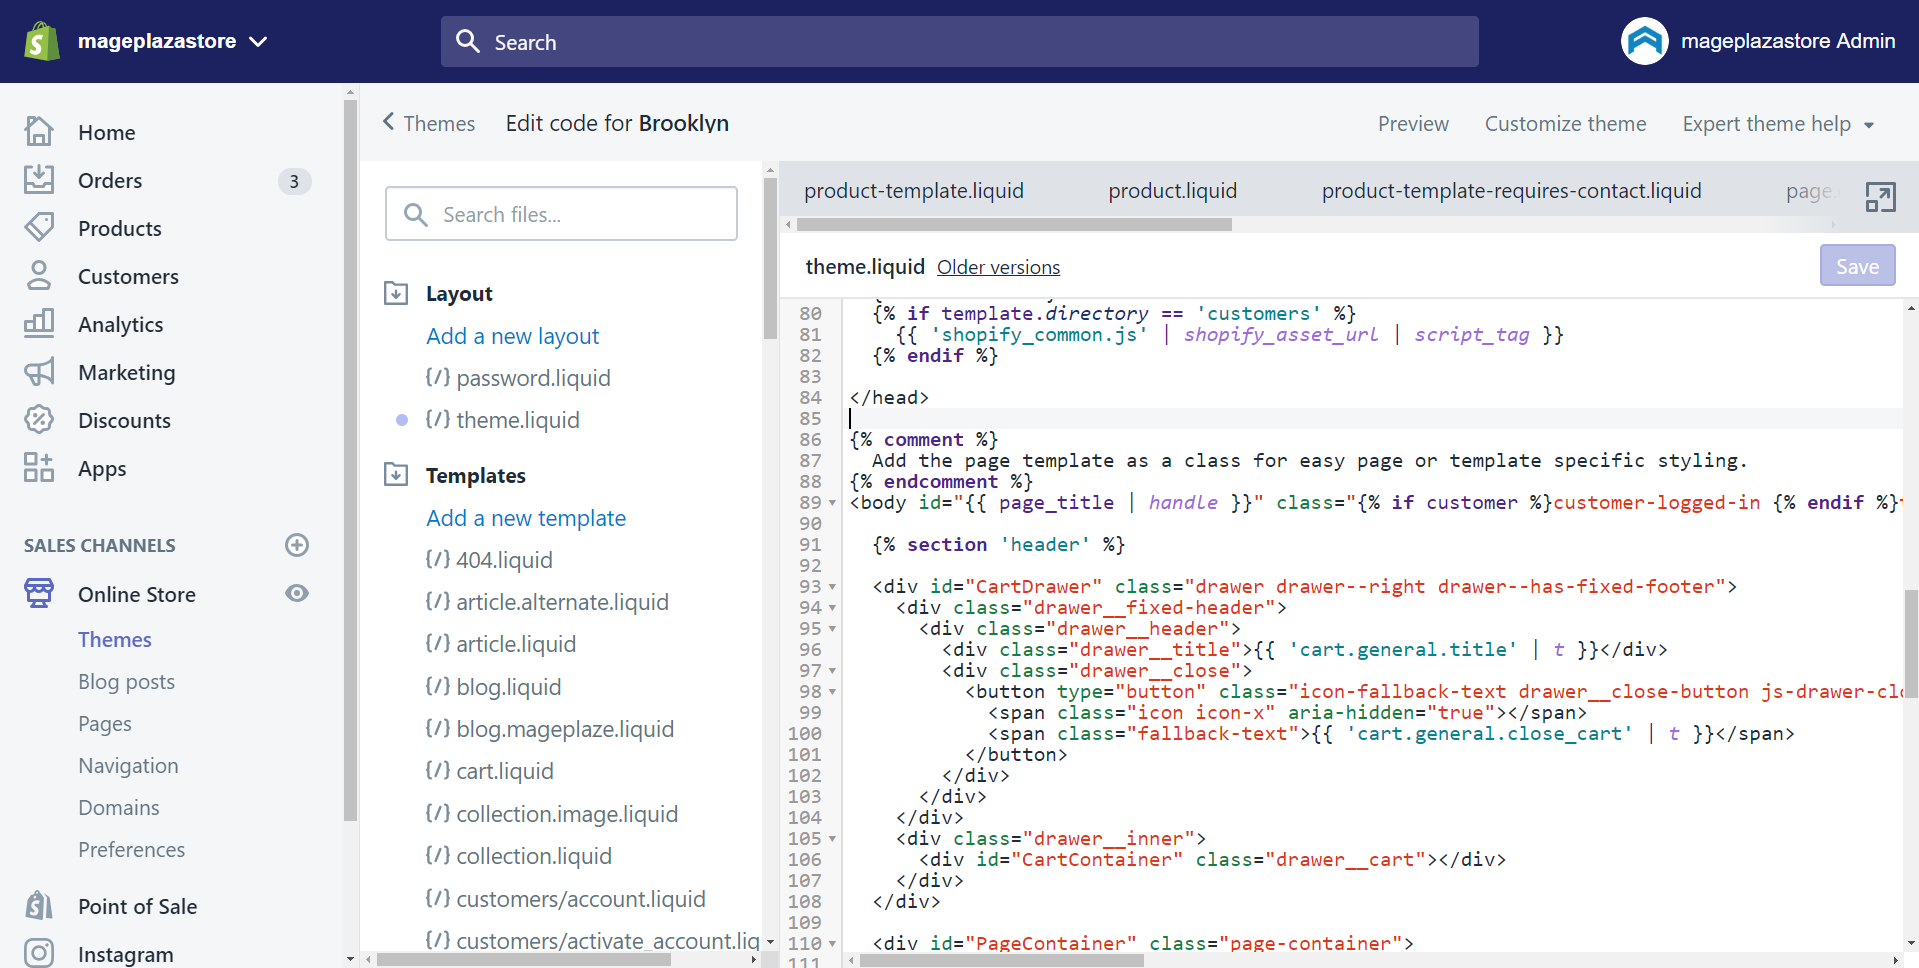 mageplazastore
Search
mageplazastore Admin
Home
Orders
3
Products
Customers
Analytics
Marketing
Discounts
Apps
SALES CHANNELS
Online Store
Themes
Blog posts
Pages
Navigation
Domains
Preferences
Point of Sale
Instagram
Themes
Edit code for Brooklyn
Preview
Customize theme
Expert theme help
Search files...
Layout
Add a new layout
{/} password.liquid
{/} theme.liquid
Templates
Add a new template
{/} 404.liquid
{/} article.alternate.liquid
{/} article.liquid
{/} blog.liquid
{/} blog.mageplaze.liquid
{/} cart.liquid
{/} collection.image.liquid
{/} collection.liquid
{/} customers/account.liquid
{/} customers/activate_account.liq
product-template.liquid
product.liquid
product-template-requires-contact.liquid
page.
theme.liquid
Older versions
Save
80 {% if template.directory == 'customers' %}
81 {{ 'shopify_common.js' | shopify_asset_url | script_tag }}
82 {% endif %}
83
84 </head>
85
86 {% comment %}
87 Add the page template as a class for easy page or template specific styling.
88 {% endcomment %}
89 <body id="{{ page_title | handle }}" class="{% if customer %}customer-logged-in {% endif %}
90
91 {% section 'header' %}
92
93 <div id="CartDrawer" class="drawer drawer--right drawer--has-fixed-footer">
94 <div class="drawer__fixed-header">
95 <div class="drawer__header">
96 <div class="drawer__title">{{ 'cart.general.title' | t }}</div>
97 <div class="drawer__close">
98 <button type="button" class="icon-fallback-text drawer__close-button js-drawer-clo
99 <span class="icon icon-x" aria-hidden="true"></span>
100 <span class="fallback-text">{{ 'cart.general.close_cart' | t }}</span>
101 </button>
102 </div>
103 </div>
104 </div>
105 <div class="drawer__inner">
106 <div id="CartContainer" class="drawer__cart"></div>
107 </div>
108 </div>
109
110 <div id="PageContainer" class="page-container">
111